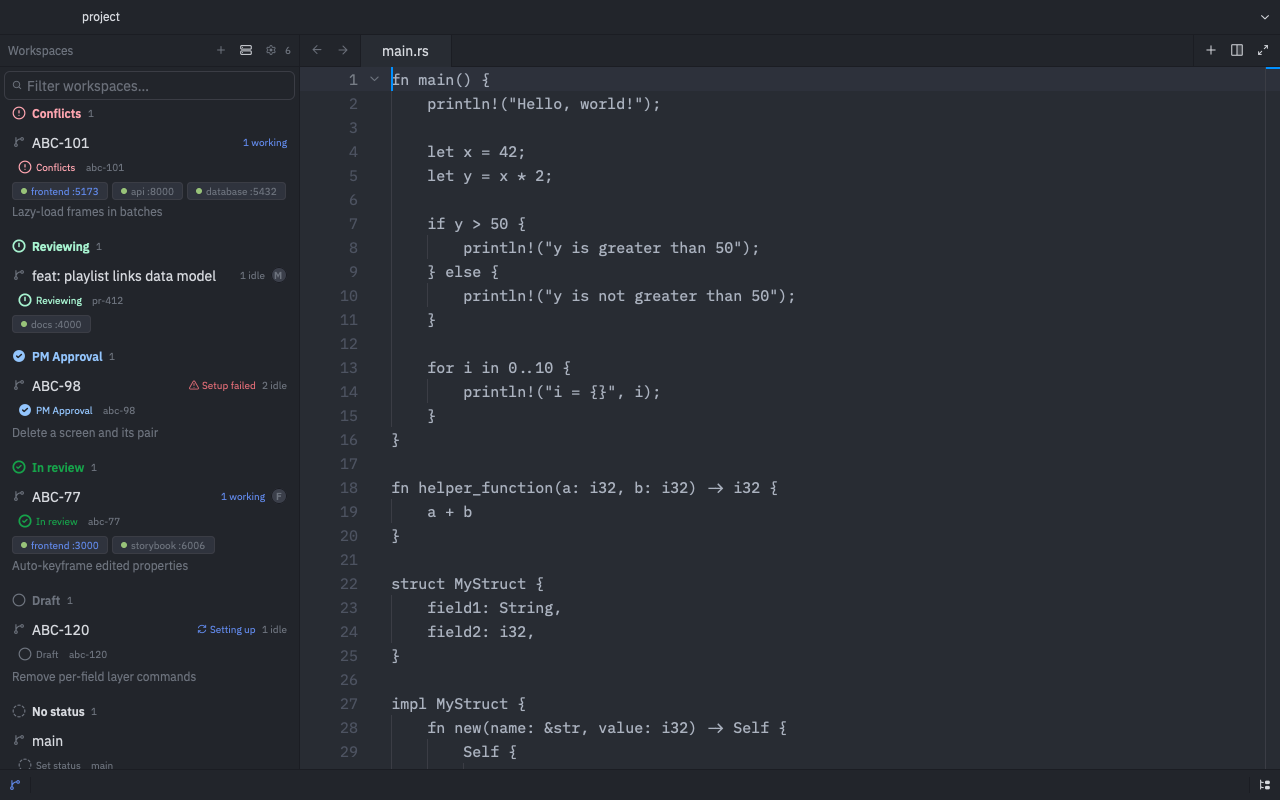 project
Workspaces
6
main.rs
Filter workspaces...
Conflicts 1
ABC-101 1 working
Conflicts abc-101
frontend :5173 api :8000 database :5432
Lazy-load frames in batches
Reviewing 1
feat: playlist links data model 1 idle M
Reviewing pr-412
docs :4000
PM Approval 1
ABC-98 Setup failed 2 idle
PM Approval abc-98
Delete a screen and its pair
In review 1
ABC-77 1 working F
In review abc-77
frontend :3000 storybook :6006
Auto-keyframe edited properties
Draft 1
ABC-120 Setting up 1 idle
Draft abc-120
Remove per-field layer commands
No status 1
main
Set status main
1 fn main() {
2 println!("Hello, world!");
3
4 let x = 42;
5 let y = x * 2;
6
7 if y > 50 {
8 println!("y is greater than 50");
9 } else {
10 println!("y is not greater than 50");
11 }
12
13 for i in 0..10 {
14 println!("i = {}", i);
15 }
16 }
17
18 fn helper_function(a: i32, b: i32) -> i32 {
19 a + b
20 }
21
22 struct MyStruct {
23 field1: String,
24 field2: i32,
25 }
26
27 impl MyStruct {
28 fn new(name: &str, value: i32) -> Self {
29 Self {